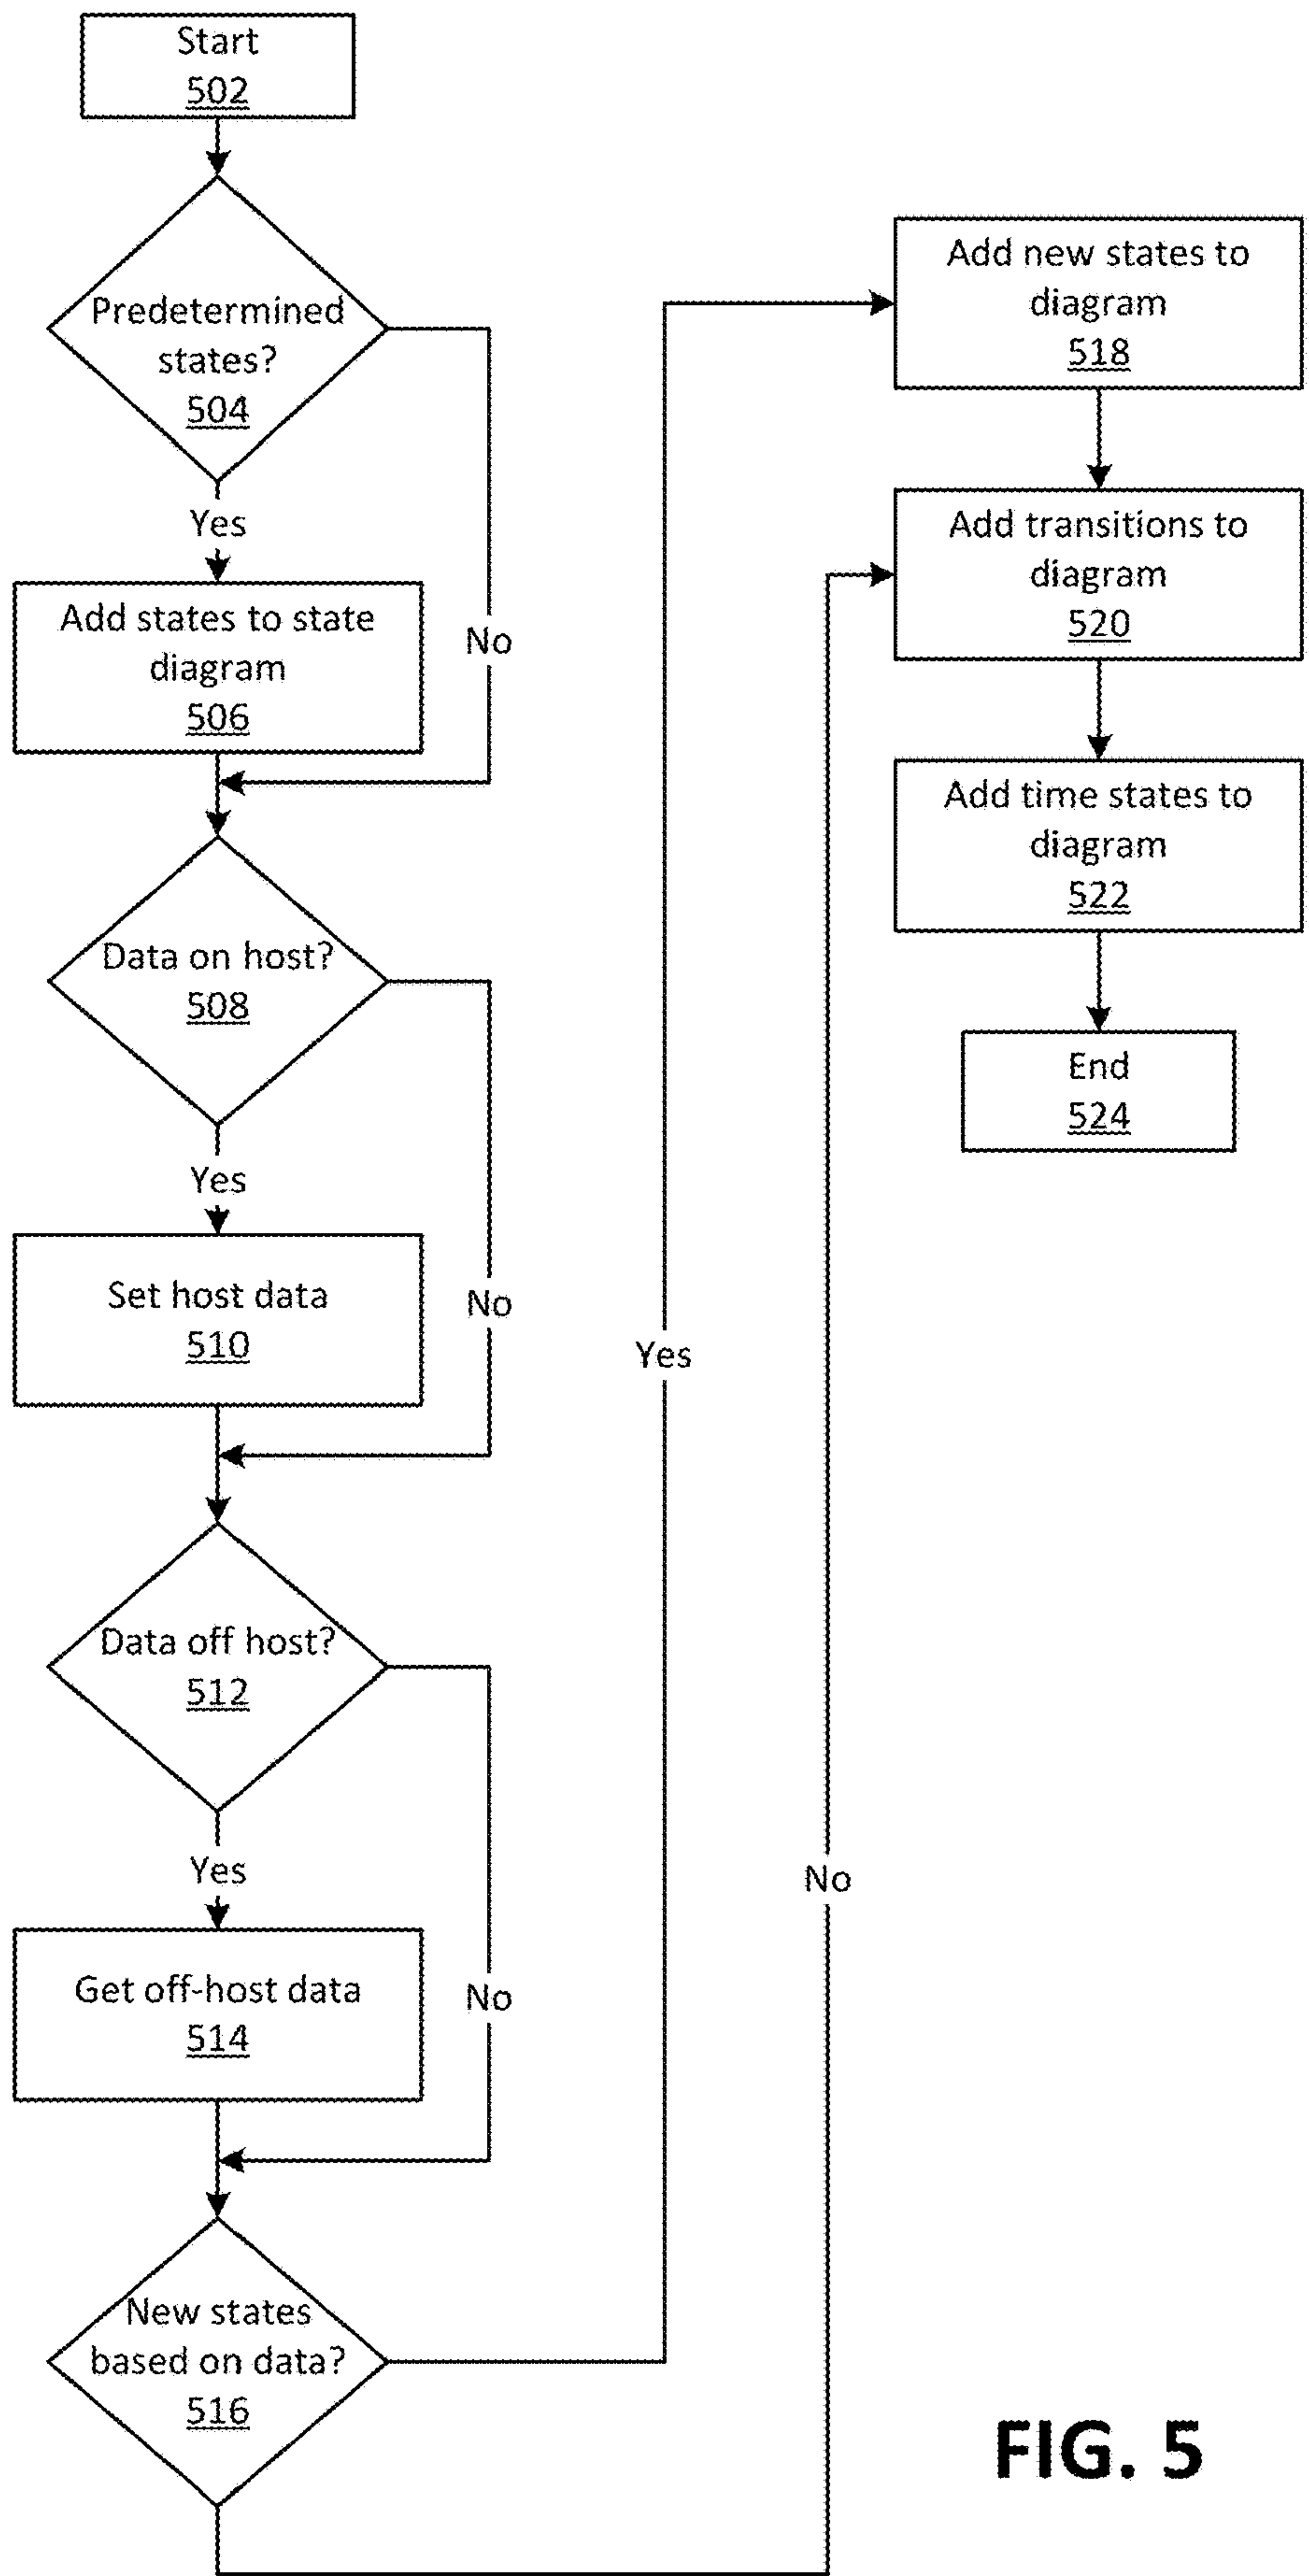 Start
502
Predetermined
states?
504
Yes
No
Add states to state
diagram
506
Data on host?
508
Yes
No
Set host data
510
Data off host?
512
Yes
No
Get off-host data
514
New states
based on data?
516
Yes
No
Add new states to
diagram
518
Add transitions to
diagram
520
Add time states to
diagram
522
End
524
FIG. 5